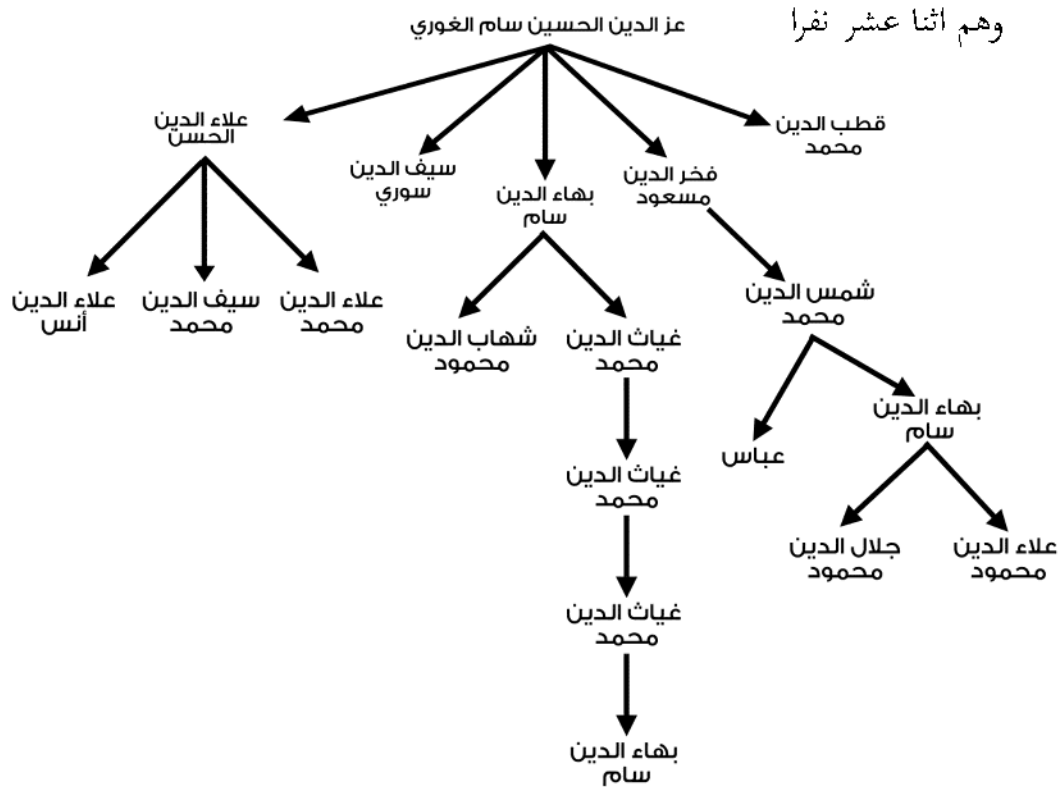 وهم اثنا عشر نفرا
عز الدين الحسين سام الغوري
قطب الدين
محمد
فخر الدين
مسعود
بهاء الدين
سام
سيف الدين
سوري
علاء الدين
الحسن
شمس الدين
محمد
غياث الدين
محمد
شهاب الدين
محمود
علاء الدين
محمد
سيف الدين
محمد
علاء الدين
أنس
بهاء الدين
سام
عباس
غياث الدين
محمد
علاء الدين
محمود
جلال الدين
محمود
غياث الدين
محمد
بهاء الدين
سام